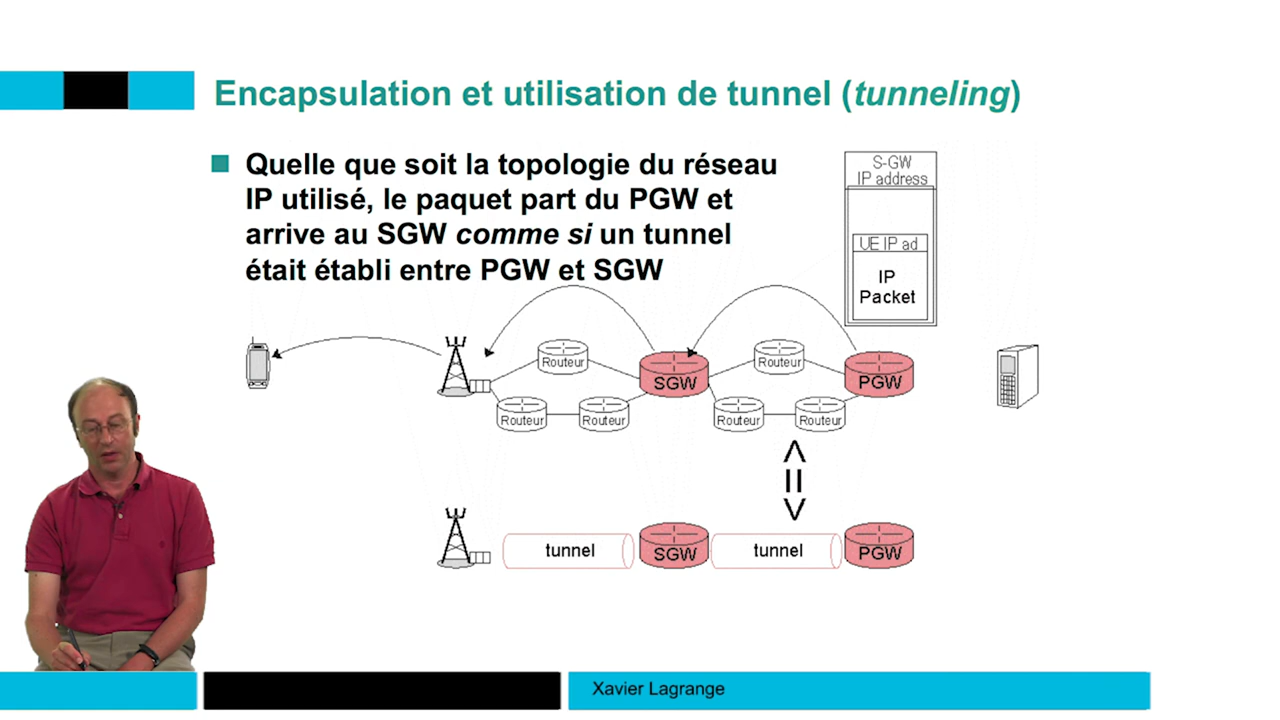 Encapsulation et utilisation de tunnel (tunneling)
Quelle que soit la topologie du réseau
IP utilisé, le paquet part du PGW et
arrive au SGW comme si un tunnel
était établi entre PGW et SGW
S-GW
IP address
UE IP ad
IP
Packet
Routeur
Routeur
SGW
PGW
Routeur
Routeur
Routeur
Routeur
tunnel
SGW
tunnel
PGW
Xavier Lagrange